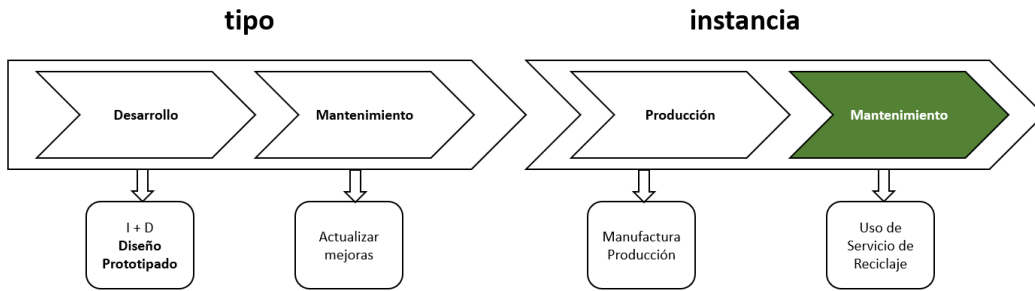 tipo
instancia
Desarrollo
Mantenimiento
Producción
Mantenimiento
I + D
Diseño
Prototipado
Actualizar
mejoras
Manufactura
Producción
Uso de
Servicio de
Reciclaje